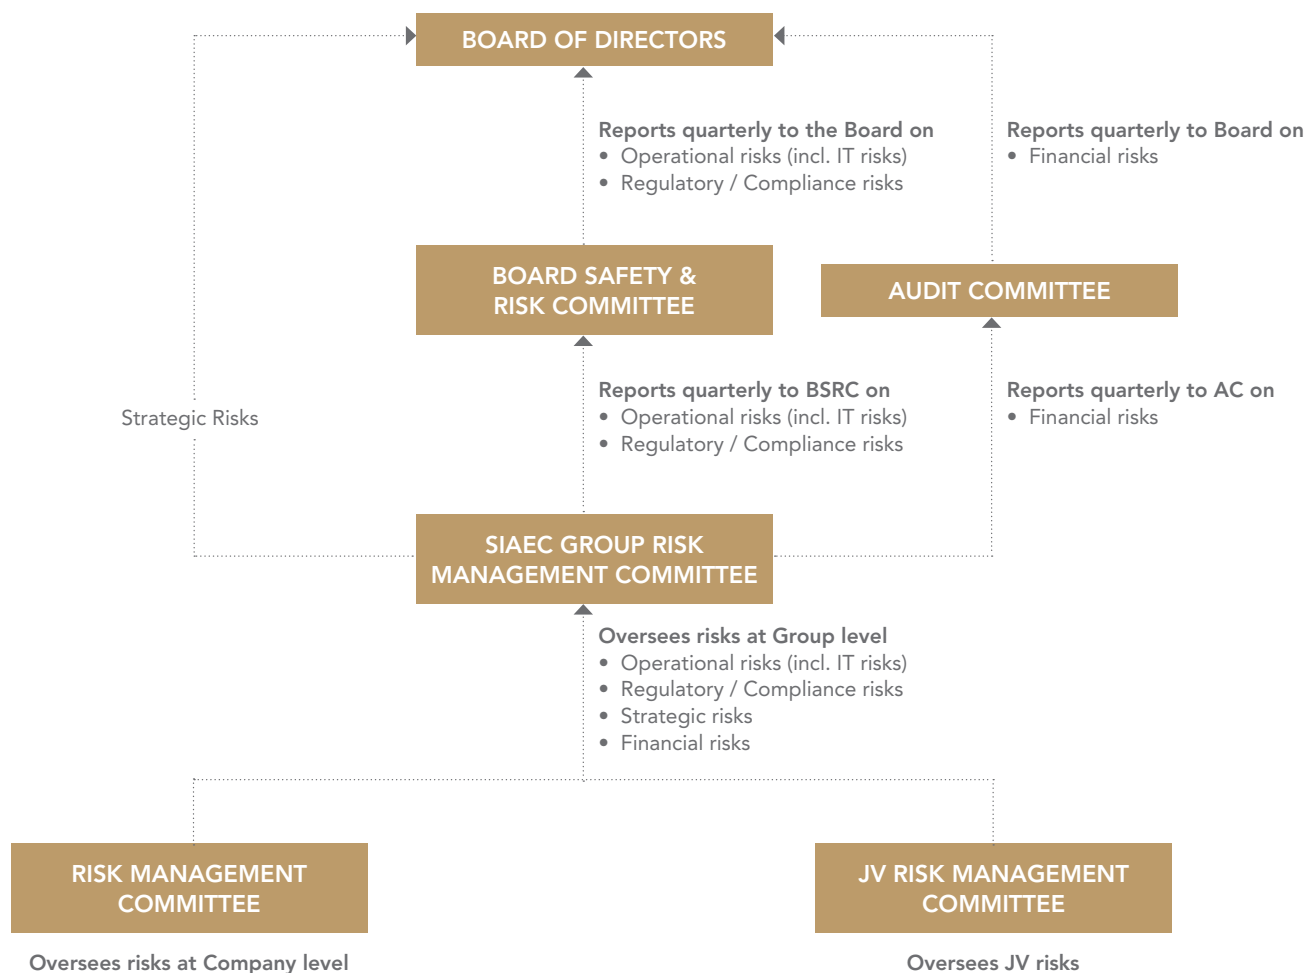 BOARD OF DIRECTORS
Reports quarterly to the Board on
• Operational risks (incl. IT risks)
• Regulatory / Compliance risks
Reports quarterly to Board on
• Financial risks
BOARD SAFETY &
RISK COMMITTEE
AUDIT COMMITTEE
Strategic Risks
Reports quarterly to BSRC on
• Operational risks (incl. IT risks)
• Regulatory / Compliance risks
Reports quarterly to AC on
• Financial risks
SIAEC GROUP RISK
MANAGEMENT COMMITTEE
Oversees risks at Group level
• Operational risks (incl. IT risks)
• Regulatory / Compliance risks
• Strategic risks
• Financial risks
RISK MANAGEMENT
COMMITTEE
Oversees risks at Company level
JV RISK MANAGEMENT
COMMITTEE
Oversees JV risks